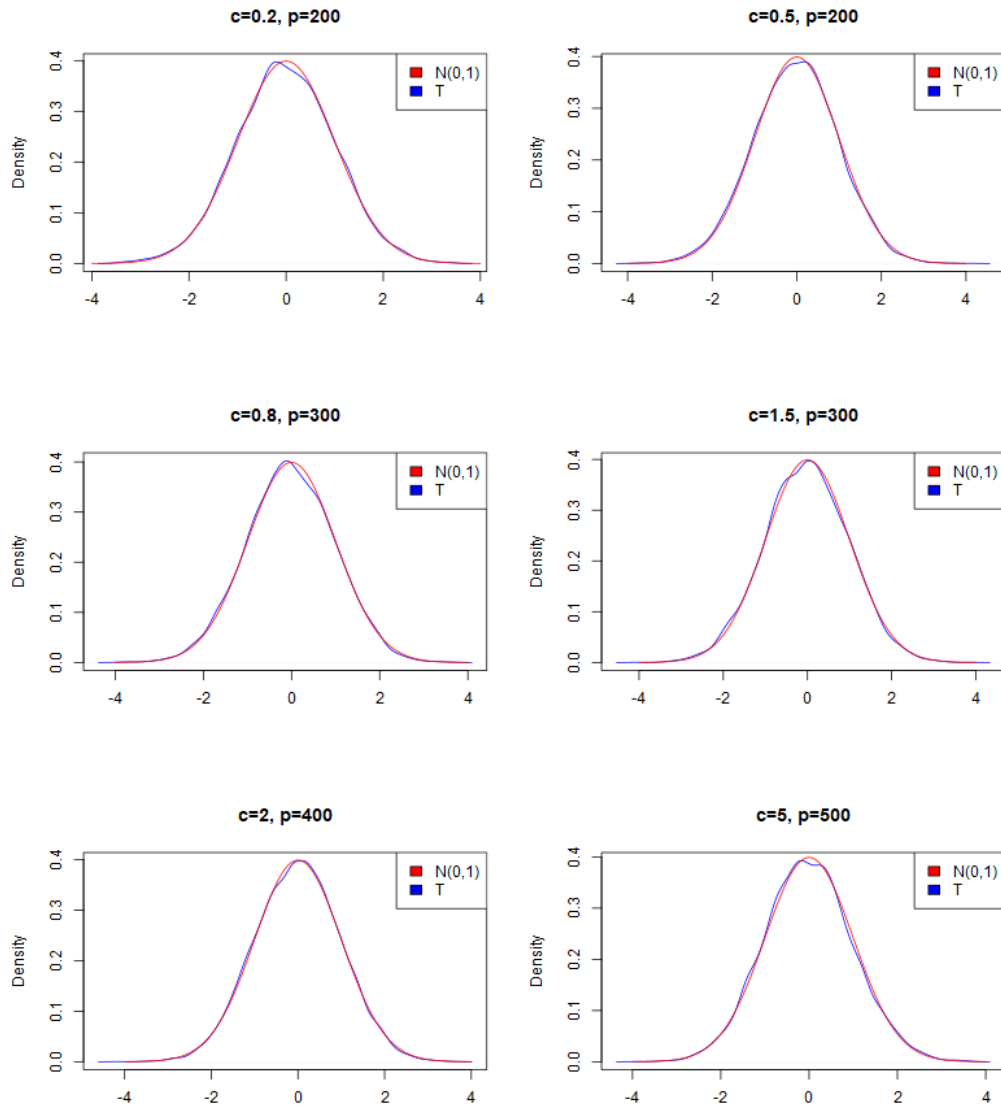 c=0.2, p=200
N(0,1)
T
Density
0.0 0.1 0.2 0.3 0.4
-4 -2 0 2 4
c=0.5, p=200
N(0,1)
T
Density
0.0 0.1 0.2 0.3 0.4
-4 -2 0 2 4
c=0.8, p=300
N(0,1)
T
Density
0.0 0.1 0.2 0.3 0.4
-4 -2 0 2 4
c=1.5, p=300
N(0,1)
T
Density
0.0 0.1 0.2 0.3 0.4
-4 -2 0 2 4
c=2, p=400
N(0,1)
T
Density
0.0 0.1 0.2 0.3 0.4
-4 -2 0 2 4
c=5, p=500
N(0,1)
T
Density
0.0 0.1 0.2 0.3 0.4
-4 -2 0 2 4